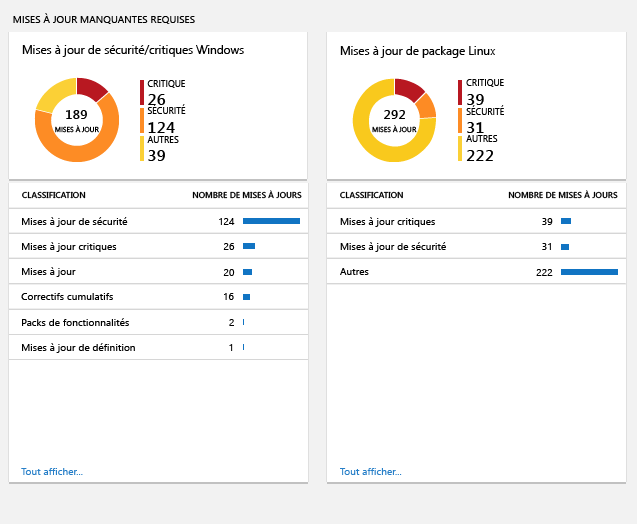 MISES À JOUR MANQUANTES REQUISES
Mises à jour de sécurité/critiques Windows
189
MISES À JOUR
CRITIQUE
26
SÉCURITÉ
124
AUTRES
39
CLASSIFICATION NOMBRE DE MISES À JOURS
Mises à jour de sécurité 124
Mises à jour critiques 26
Mises à jour 20
Correctifs cumulatifs 16
Packs de fonctionnalités 2
Mises à jour de définition 1
Tout afficher...
Mises à jour de package Linux
292
MISES À JOUR
CRITIQUE
39
SÉCURITÉ
31
AUTRES
222
CLASSIFICATION NOMBRE DE MISES À JOURS
Mises à jour critiques 39
Mises à jour de sécurité 31
Autres 222
Tout afficher...